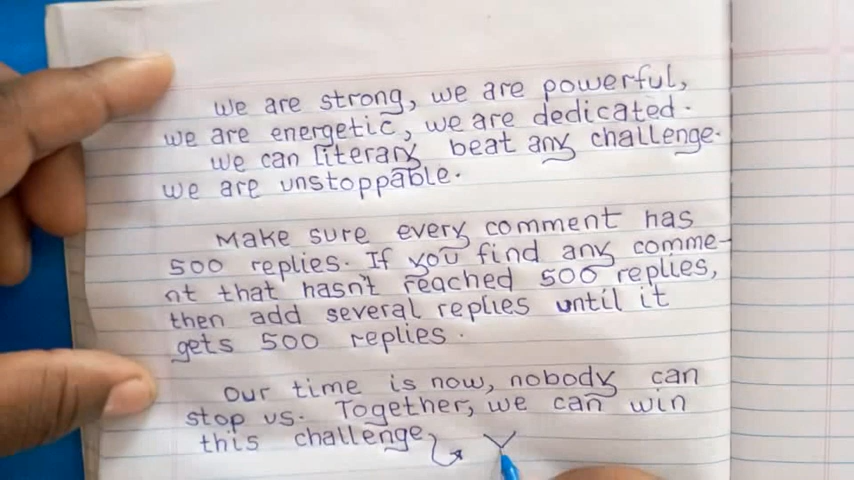 we are strong, we are powerful,
we are energetic, we are dedicated.
we can literary beat any challenge.
we are unstoppable.
Make sure every comment has
500 replies. If you find any comme-
nt that hasn't reached 500 replies,
then add several replies until it
gets 500 replies.
Our time is now, nobody can
stop us. Together, we can win
this challenge